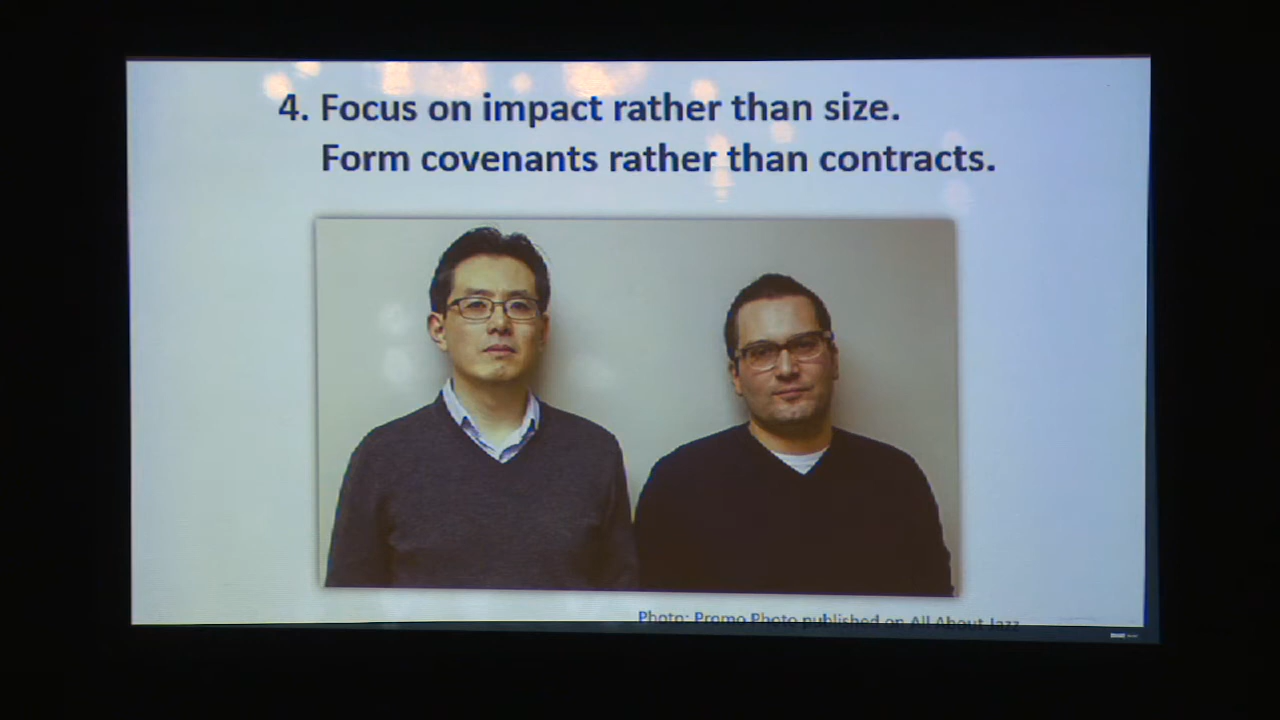 4. Focus on impact rather than size.
Form covenants rather than contracts.
Photo: Promo Photo published on All About Jazz